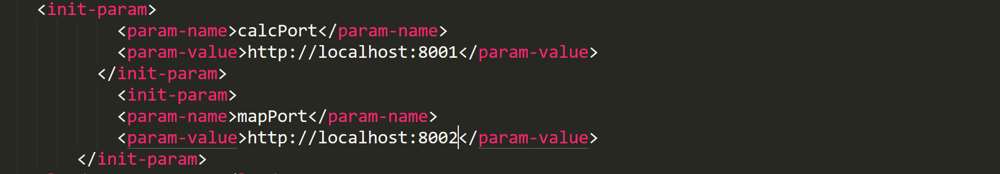 <init-param>
<param-name>calcPort</param-name>
<param-value>http://localhost:8001</param-value>
</init-param>
<init-param>
<param-name>mapPort</param-name>
<param-value>http://localhost:8002</param-value>
</init-param>